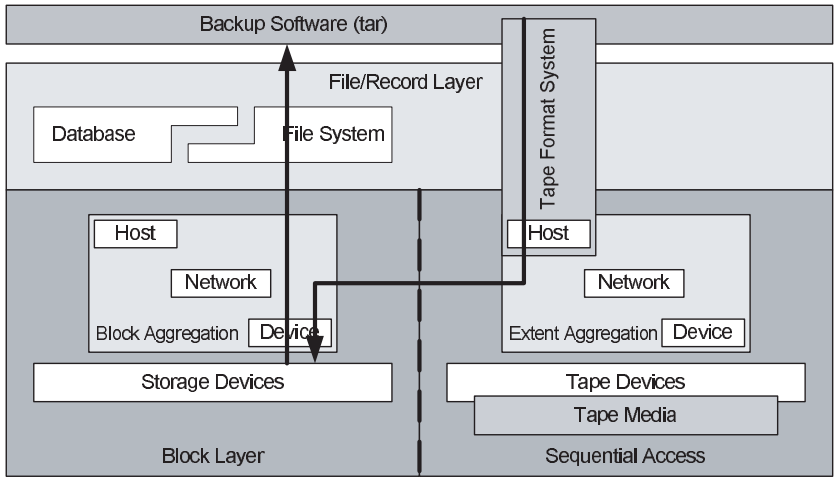 Backup Software (tar)
File/Record Layer
Tape Format System
Database
File System
Host
Network
Block Aggregation
Device
Storage Devices
Block Layer
Host
Network
Extent Aggregation
Device
Tape Devices
Tape Media
Sequential Access